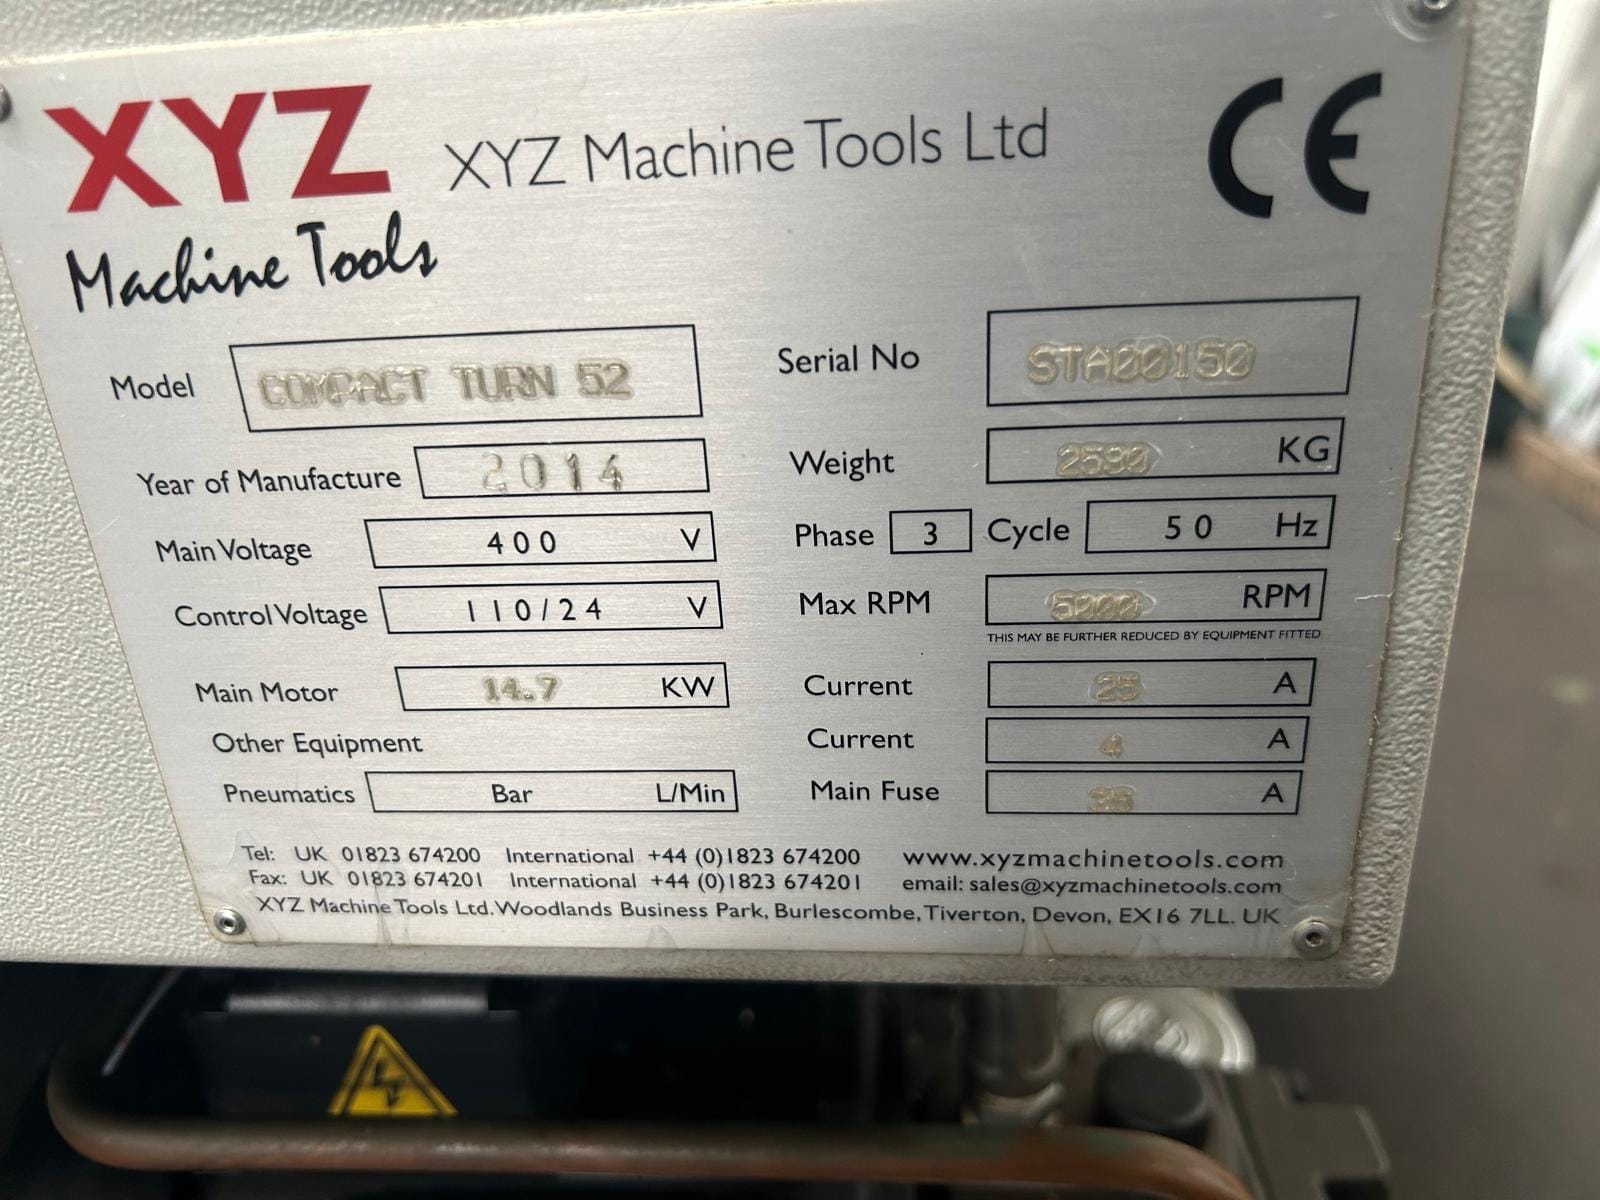 XYZ
Machine Tools
XYZ Machine Tools Ltd
CE
Model COMPACT TURN 52
Serial No STA00150
Year of Manufacture 2014
Weight 2590 KG
Main Voltage 400 V
Phase 3 Cycle 50 Hz
Control Voltage 110/24 V
Max RPM 5000 RPM
THIS MAY BE FURTHER REDUCED BY EQUIPMENT FITTED
Main Motor 14.7 KW
Current 25 A
Other Equipment
Current 4 A
Pneumatics Bar L/Min
Main Fuse A
Tel: UK 01823 674200 International +44 (0)1823 674200 www.xyzmachinetools.com
Fax: UK 01823 674201 International +44 (0)1823 674201 email: sales@xyzmachinetools.com
XYZ Machine Tools Ltd. Woodlands Business Park, Burlescombe, Tiverton, Devon, EX16 7LL. UK